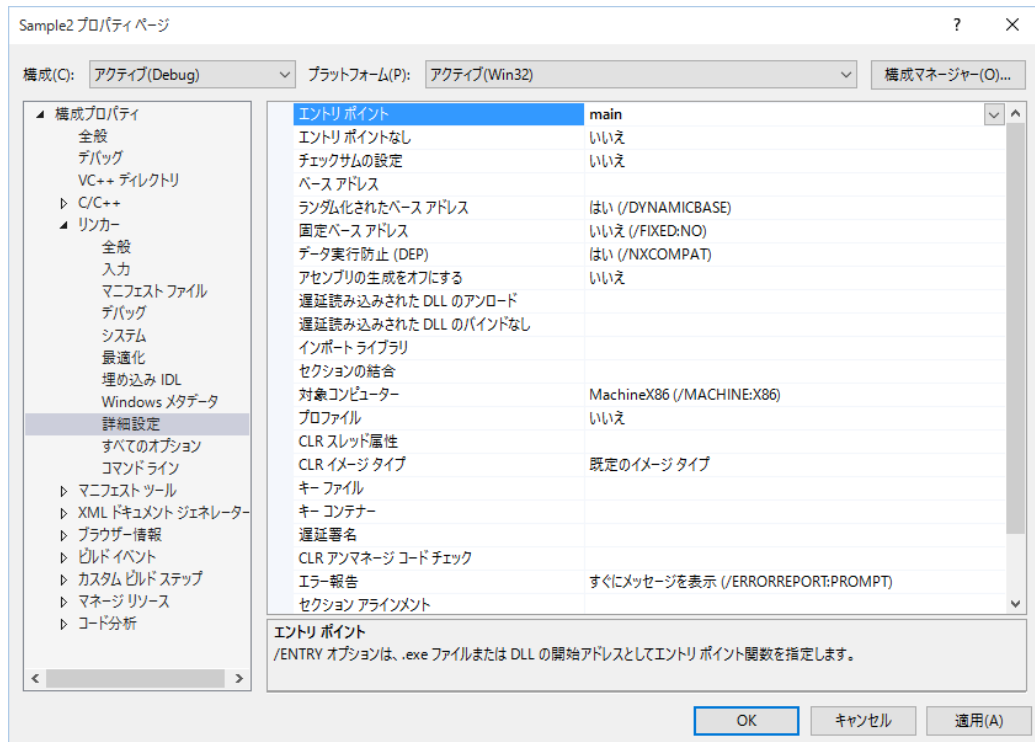 Sample2 プロパティ ページ
? ×
構成(C): アクティブ(Debug) プラットフォーム(P): アクティブ(Win32) 構成マネージャー(O)...
構成プロパティ
全般
デバッグ
VC++ ディレクトリ
C/C++
リンカー
全般
入力
マニフェスト ファイル
デバッグ
システム
最適化
埋め込み IDL
Windows メタデータ
詳細設定
すべてのオプション
コマンド ライン
マニフェスト ツール
XML ドキュメント ジェネレーター
ブラウザー情報
ビルド イベント
カスタム ビルド ステップ
マネージ リソース
コード分析
エントリ ポイント main
エントリ ポイントなし いいえ
チェックサムの設定 いいえ
ベース アドレス
ランダム化されたベース アドレス はい (/DYNAMICBASE)
固定ベース アドレス いいえ (/FIXED:NO)
データ実行防止 (DEP) はい (/NXCOMPAT)
アセンブリの生成をオフにする いいえ
遅延読み込みされた DLL のアンロード
遅延読み込みされた DLL のバインドなし
インポート ライブラリ
セクションの結合
対象コンピューター MachineX86 (/MACHINE:X86)
プロファイル いいえ
CLR スレッド属性
CLR イメージ タイプ 既定のイメージ タイプ
キー ファイル
キー コンテナー
遅延署名
CLR アンマネージ コード チェック
エラー報告 すぐにメッセージを表示 (/ERRORREPORT:PROMPT)
セクション アラインメント
エントリ ポイント
/ENTRY オプションは、.exe ファイルまたは DLL の開始アドレスとしてエントリ ポイント関数を指定します。
OK キャンセル 適用(A)